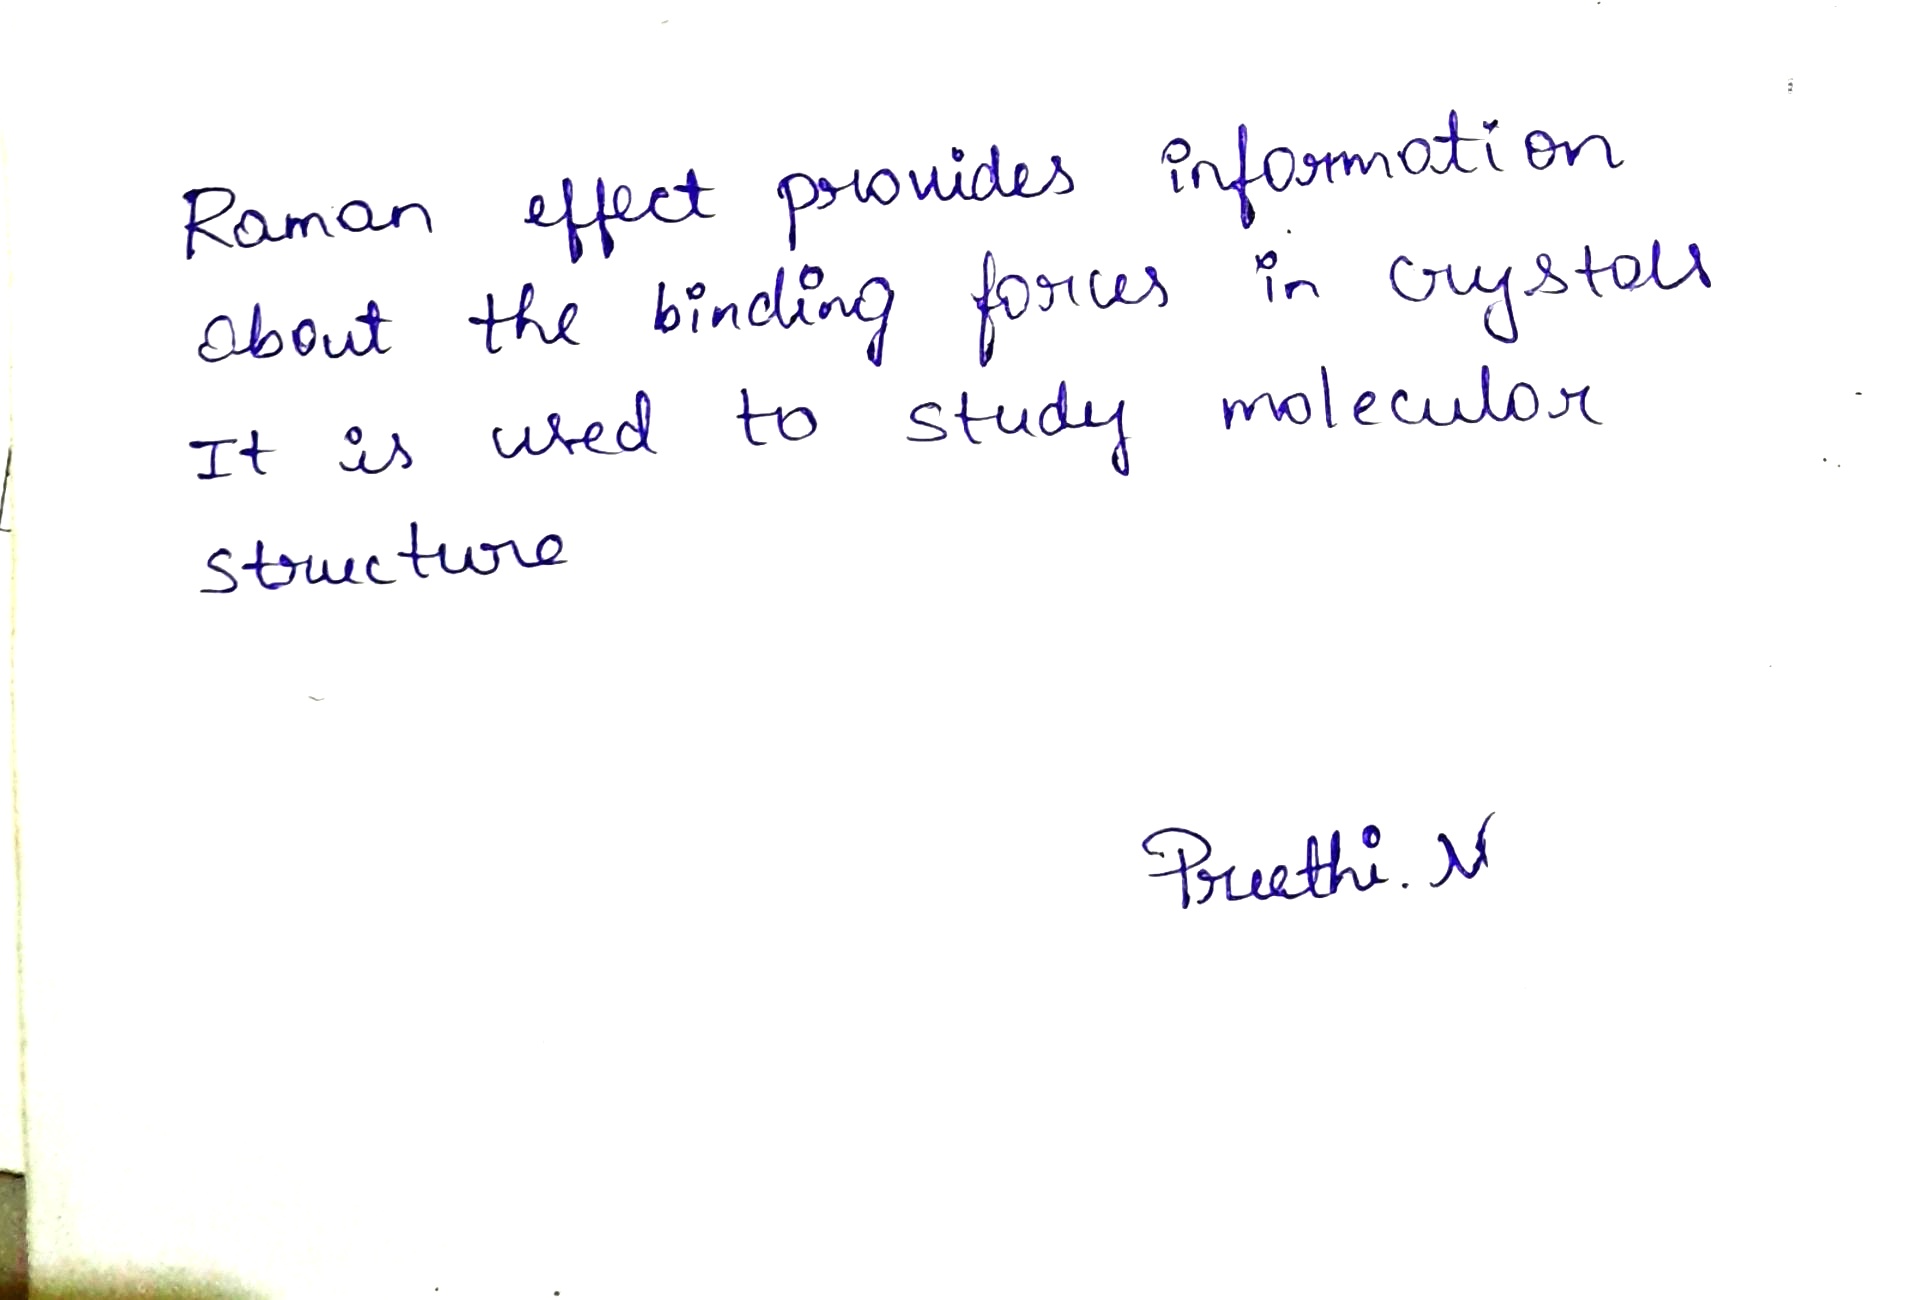 Raman effect provides information
about the binding forces in crystals
It is used to study molecular
structure
Preethi. N